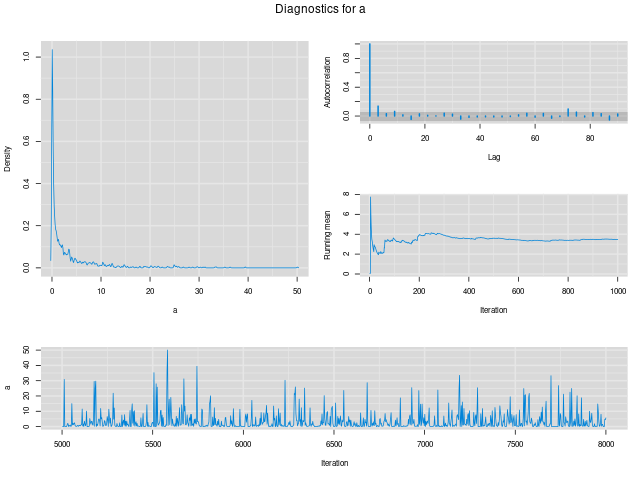 Diagnostics for a
Density
0.0 0.2 0.4 0.6 0.8 1.0
0 10 20 30 40 50
a
Autocorrelation
0.0 0.4 0.8
0 20 40 60 80
Lag
Running mean
0 2 4 6 8
0 200 400 600 800 1000
Iteration
a
0 10 20 30 40 50
5000 5500 6000 6500 7000 7500 8000
Iteration